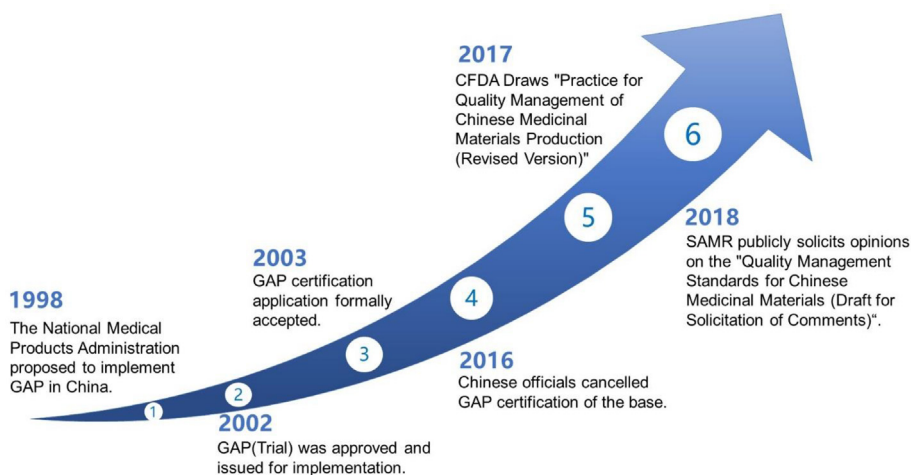 1998
The National Medical
Products Administration
proposed to implement
GAP in China.
1
2
2002
GAP(Trial) was approved and
issued for implementation.
2003
GAP certification
application formally
accepted.
3
4
2016
Chinese officials cancelled
GAP certification of the base.
2017
CFDA Draws "Practice for
Quality Management of
Chinese Medicinal
Materials Production
(Revised Version)"
5
6
2018
SAMR publicly solicits opinions
on the "Quality Management
Standards for Chinese
Medicinal Materials (Draft for
Solicitation of Comments)“.